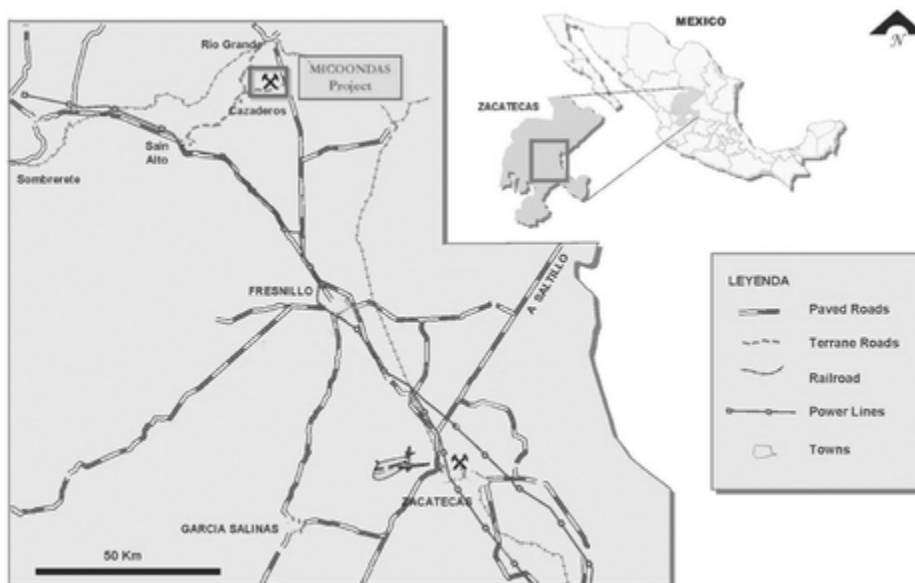 MEXICO
N
Río Grande
MICOONDAS
Project
Cazaderos
ZACATECAS
Sain
Alto
Sombrerete
FRESNILLO
A SALTILLO
LEYENDA
Paved Roads
Terrane Roads
Railroad
Power Lines
Towns
ZACATECAS
GARCIA SALINAS
50 Km